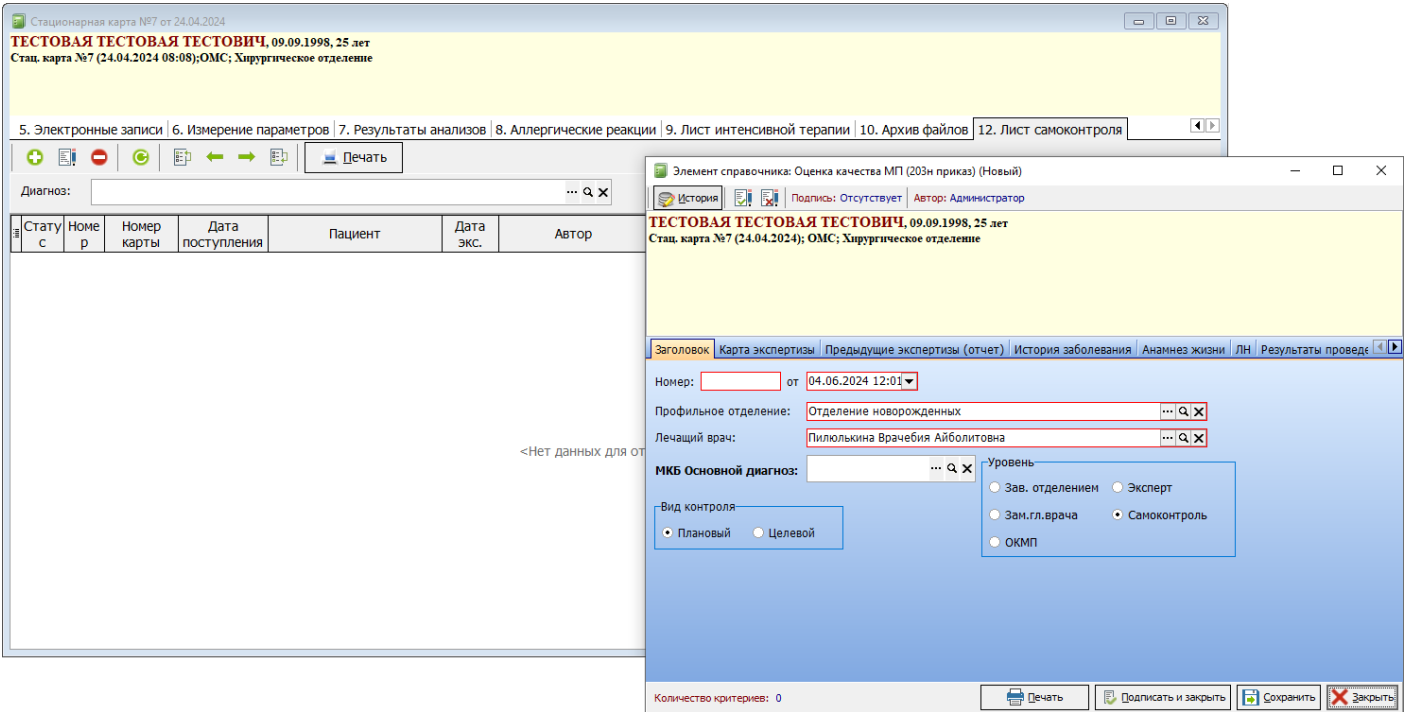 Стационарная карта №7 от 24.04.2024
ТЕСТОВАЯ ТЕСТОВАЯ ТЕСТОВИЧ, 09.09.1998, 25 лет
Стац. карта №7 (24.04.2024 08:08);ОМС; Хирургическое отделение
5. Электронные записи 6. Измерение параметров 7. Результаты анализов 8. Аллергические реакции 9. Лист интенсивной терапии 10. Архив файлов 12. Лист самоконтроля
Печать
Диагноз:
Статус Номер Номер карты Дата поступления Пациент Дата экс. Автор
<Нет данных для от
Элемент справочника: Оценка качества МП (203н приказ) (Новый)
История Подпись: Отсутствует Автор: Администратор
ТЕСТОВАЯ ТЕСТОВАЯ ТЕСТОВИЧ, 09.09.1998, 25 лет
Стац. карта №7 (24.04.2024); ОМС; Хирургическое отделение
Заголовок Карта экспертизы Предыдущие экспертизы (отчет) История заболевания Анамнез жизни ЛН Результаты проведе
Номер: от 04.06.2024 12:01
Профильное отделение: Отделение новорожденных
Лечащий врач: Пилюлькина Врачебия Айболитовна
МКБ Основной диагноз:
Уровень
Зав. отделением Эксперт
Зам.гл.врача Самоконтроль
ОКМП
Вид контроля
Плановый Целевой
Количество критериев: 0
Печать Подписать и закрыть Сохранить Закрыть